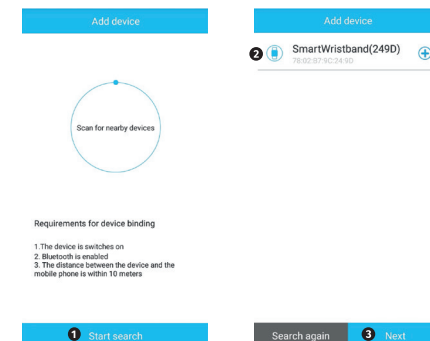 Add device
Scan for nearby devices
Requirements for device binding
1.The device is switches on
2. Bluetooth is enabled
3. The distance between the device and the
mobile phone is within 10 meters
1 Start search
Add device
2 SmartWristband(249D)
78:02:97:9C:24:9D
Search again
3 Next